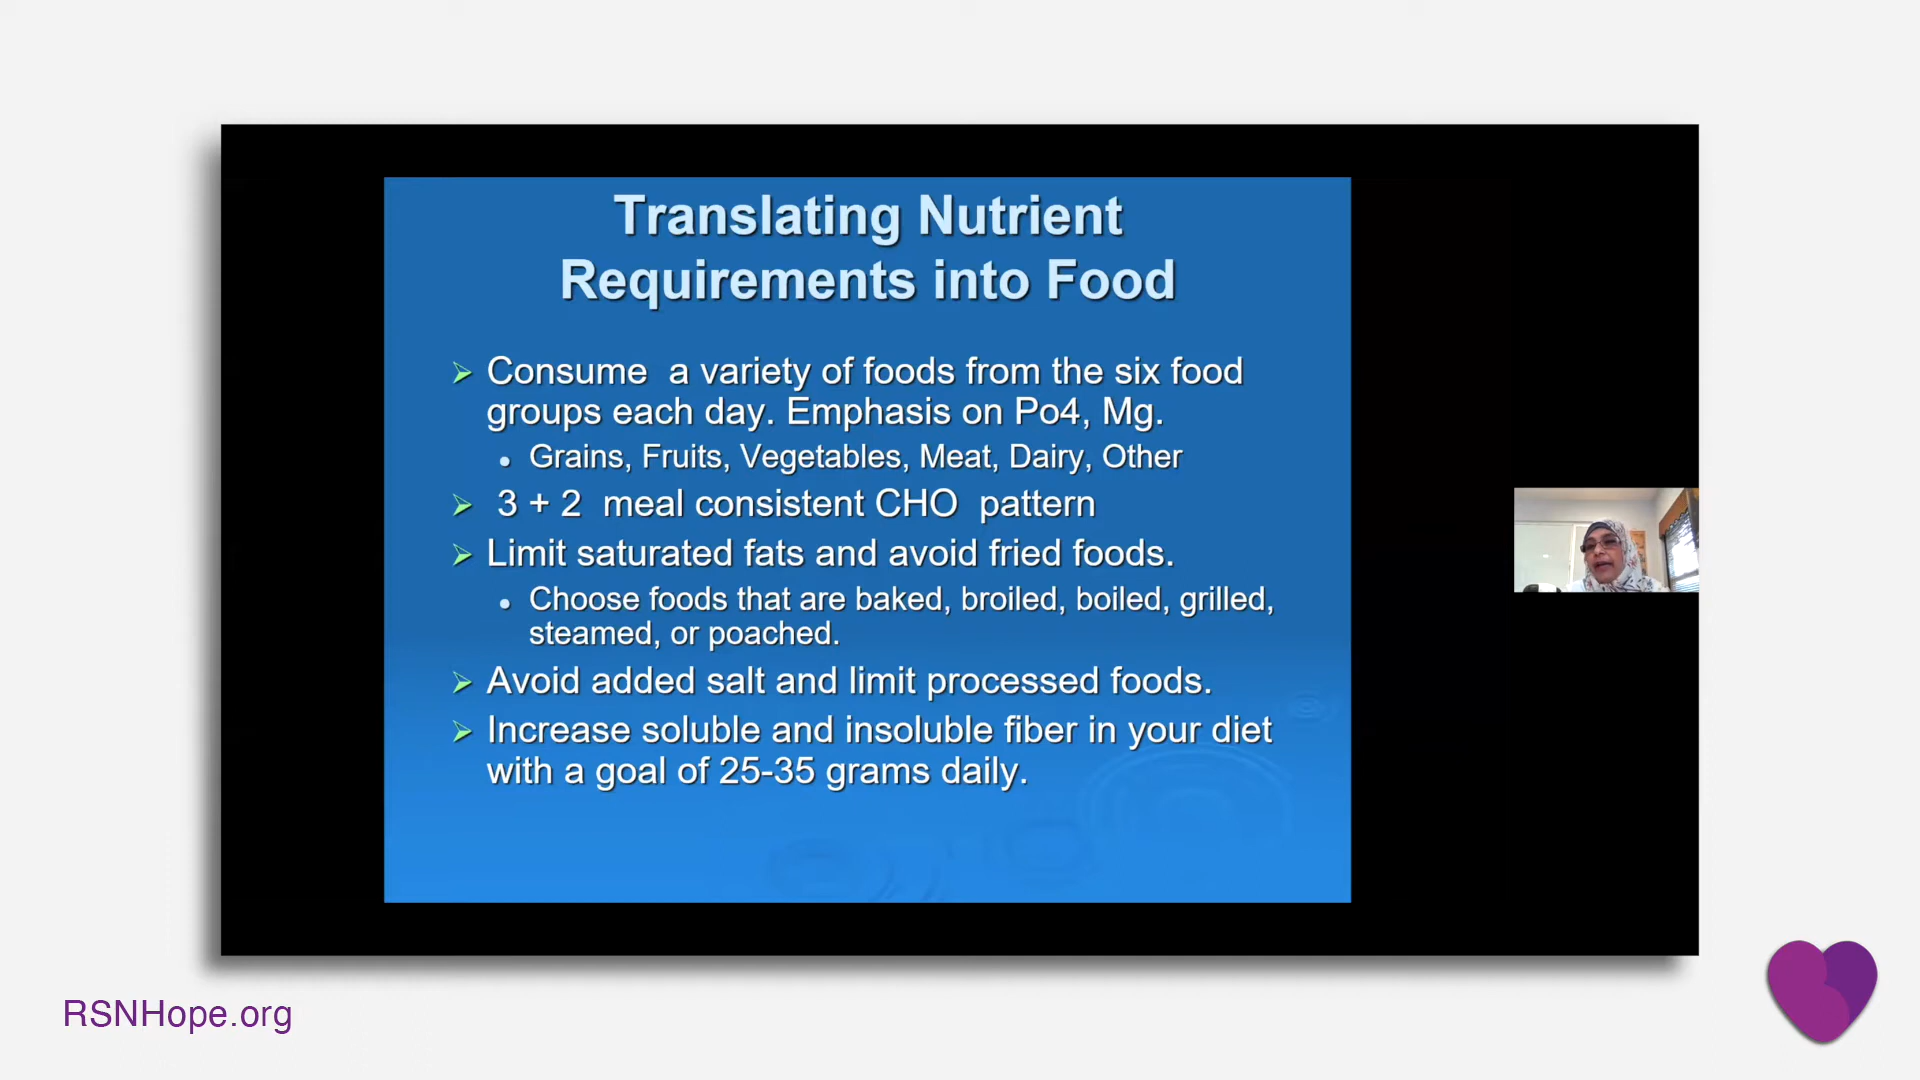 Translating Nutrient
Requirements into Food
Consume a variety of foods from the six food
groups each day. Emphasis on Po4, Mg.
Grains, Fruits, Vegetables, Meat, Dairy, Other
3 + 2 meal consistent CHO pattern
Limit saturated fats and avoid fried foods.
Choose foods that are baked, broiled, boiled, grilled,
steamed, or poached.
Avoid added salt and limit processed foods.
Increase soluble and insoluble fiber in your diet
with a goal of 25-35 grams daily.
RSNHope.org